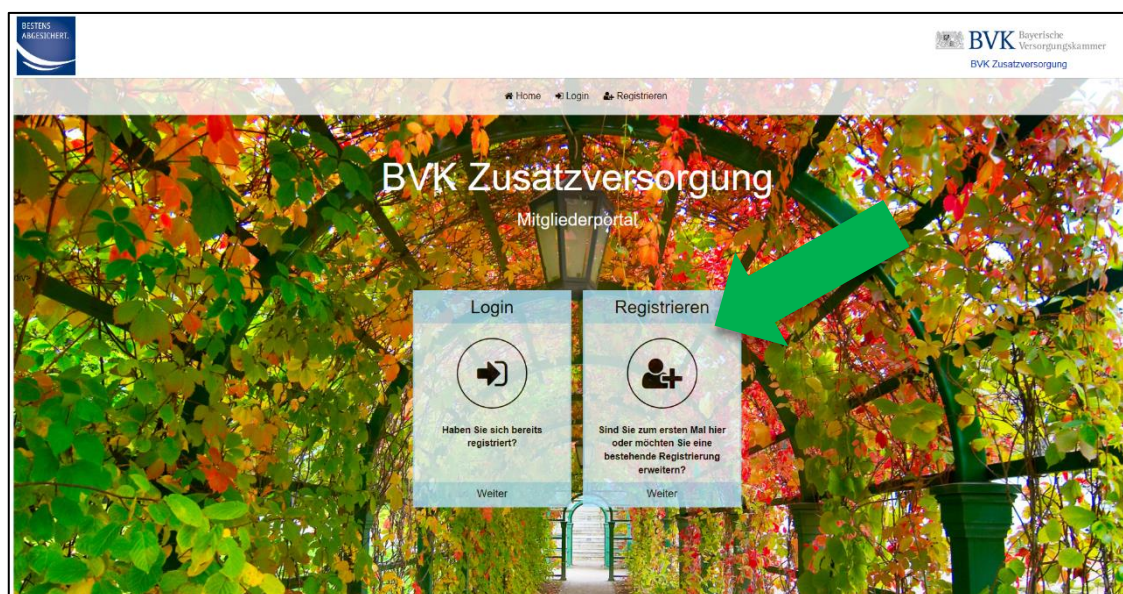 BESTENS
ABGESICHERT.
BVK Bayerische
Versorgungskammer
BVK Zusatzversorgung
Home Login Registrieren
BVK Zusatzversorgung
Mitgliederportal
div>
Login
Haben Sie sich bereits
registriert?
Weiter
Registrieren
Sind Sie zum ersten Mal hier
oder möchten Sie eine
bestehende Registrierung
erweitern?
Weiter